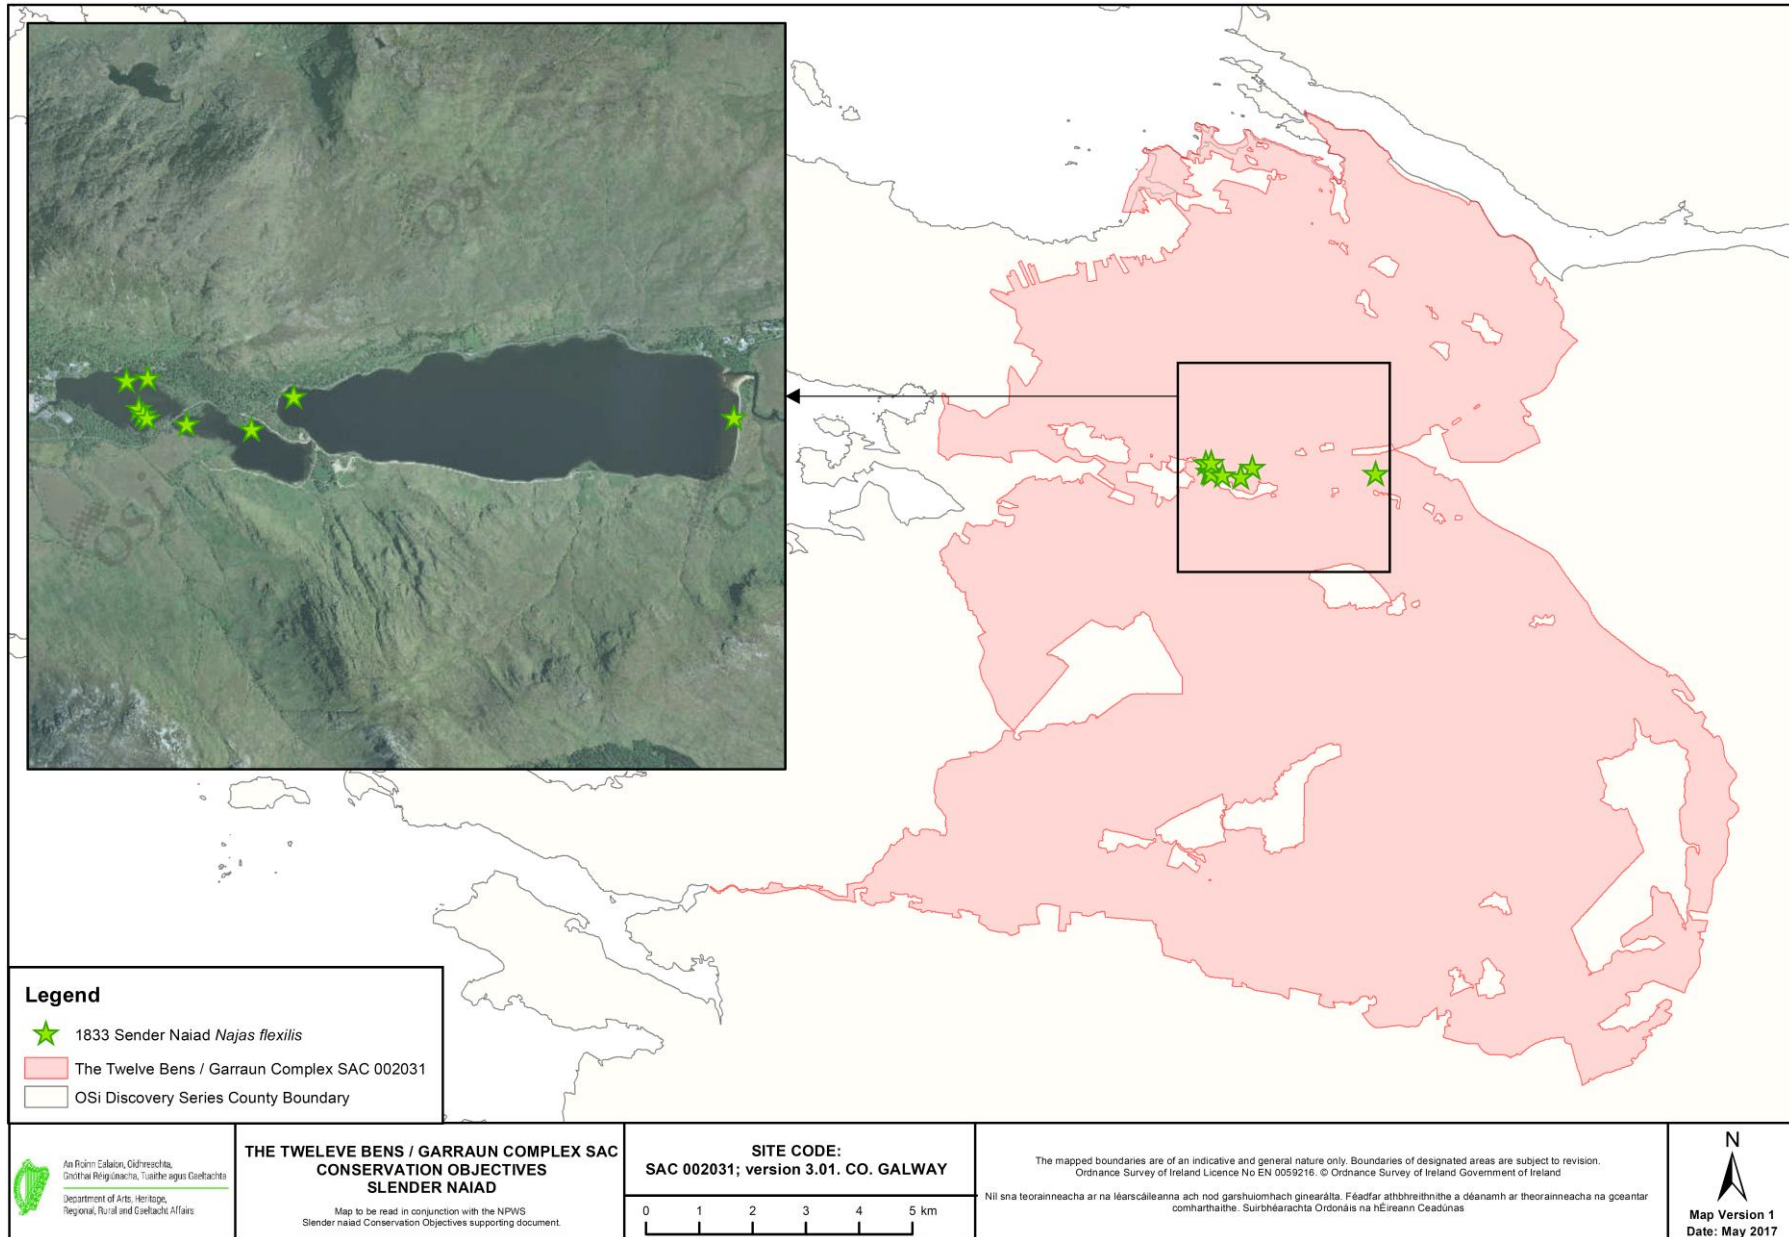 OSi
OSi
Legend
1833 Sender Naiad Najas flexilis
The Twelve Bens / Garraun Complex SAC 002031
OSi Discovery Series County Boundary
An Roinn Ealaíon, Oidhreachta,
Gnóthaí Réigiúnacha, Tuaithe agus Gaeltachta
Department of Arts, Heritage,
Regional, Rural and Gaeltacht Affairs
THE TWELEVE BENS / GARRAUN COMPLEX SAC
CONSERVATION OBJECTIVES
SLENDER NAIAD
Map to be read in conjunction with the NPWS
Slender naiad Conservation Objectives supporting document.
SITE CODE:
SAC 002031; version 3.01. CO. GALWAY
0 1 2 3 4 5 km
The mapped boundaries are of an indicative and general nature only. Boundaries of designated areas are subject to revision.
Ordnance Survey of Ireland Licence No EN 0059216. © Ordnance Survey of Ireland Government of Ireland
Níl sna teorainneacha ar na léarscáileanna ach nod garshuiomhach ginearálta. Féadfar athbhreithnithe a déanamh ar theorainneacha na gceantar
comharthaithe. Suirbhéarachta Ordonáis na hÉireann Ceadúnas
N
Map Version 1
Date: May 2017